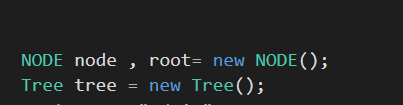 NODE node , root= new NODE();
Tree tree = new Tree();